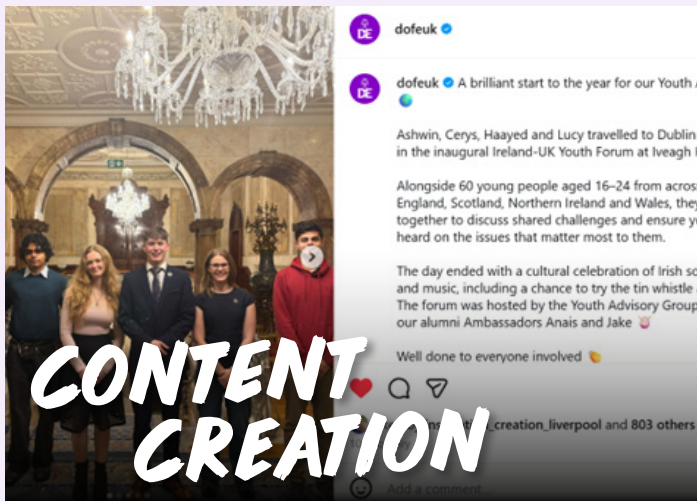 dofeuk
dofeuk A brilliant start to the year for our Youth
Ashwin, Cerys, Haayed and Lucy travelled to Dublin
in the inaugural Ireland-UK Youth Forum at Iveagh
Alongside 60 young people aged 16–24 from across
England, Scotland, Northern Ireland and Wales, they
together to discuss shared challenges and ensure
heard on the issues that matter most to them.
The day ended with a cultural celebration of Irish
and music, including a chance to try the tin whistle
The forum was hosted by the Youth Advisory Group
our alumni Ambassadors Anais and Jake
Well done to everyone involved
CONTENT
CREATION
_creation_liverpool and 803 others
Add a comment